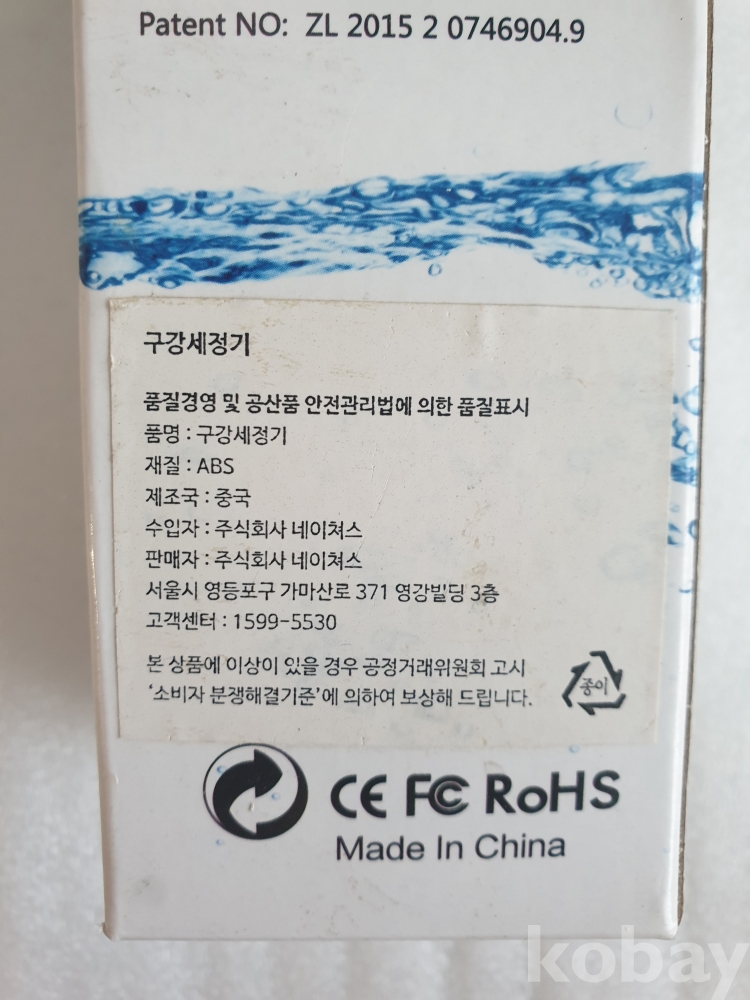 Patent NO: ZL 2015 2 0746904.9
구강세정기
품질경영 및 공산품 안전관리법에 의한 품질표시
품명 : 구강세정기
재질 : ABS
제조국 : 중국
수입자 : 주식회사 네이쳐스
판매자 : 주식회사 네이쳐스
서울시 영등포구 가마산로 371 영강빌딩 3층
고객센터 : 1599-5530
본 상품에 이상이 있을 경우 공정거래위원회 고시
'소비자 분쟁해결기준'에 의하여 보상해 드립니다.
종이
CE FC RoHS
Made In China
kobay